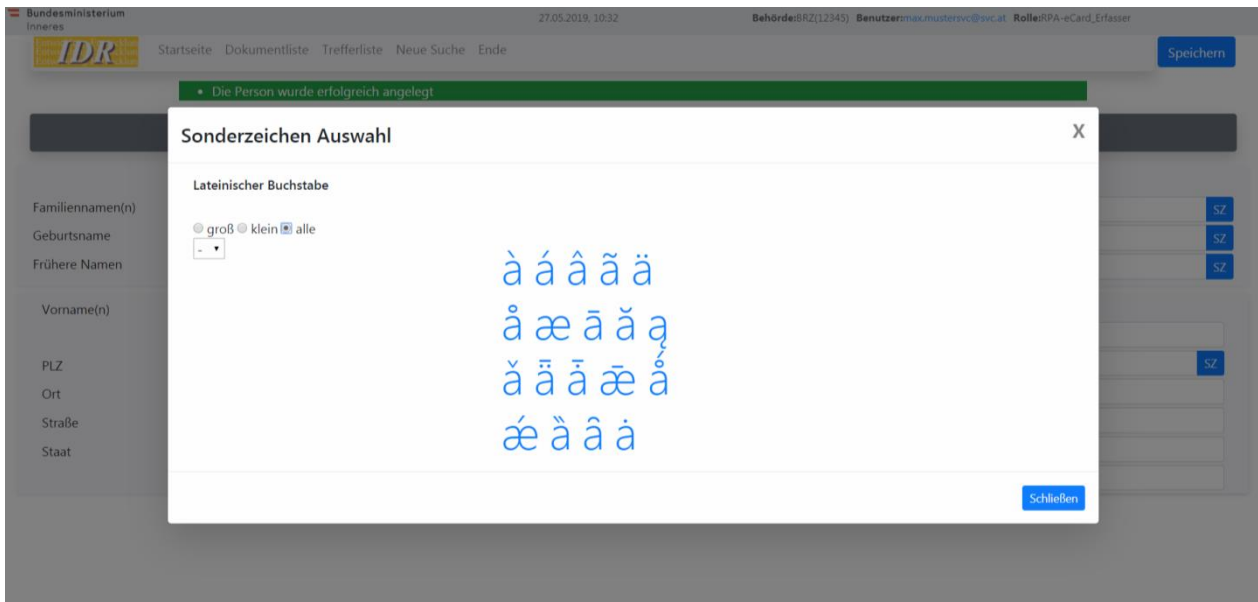 Bundesministerium
Inneres
27.05.2019, 10:32
Behörde:BRZ(12345) Benutzer:max.mustersvc@svc.at Rolle:RPA-eCard_Erfasser
IDR
Startseite Dokumentliste Trefferliste Neue Suche Ende
Speichern
• Die Person wurde erfolgreich angelegt
Sonderzeichen Auswahl
X
Lateinischer Buchstabe
groß klein alle
-
à á â ã ä
å æ ā ă ą
ǎ ǟ ǡ ǣ ǻ
ǽ ȁ ȃ ȧ
Schließen
Familiennamen(n) SZ
Geburtsname SZ
Frühere Namen SZ
Vorname(n)
PLZ SZ
Ort
Straße
Staat